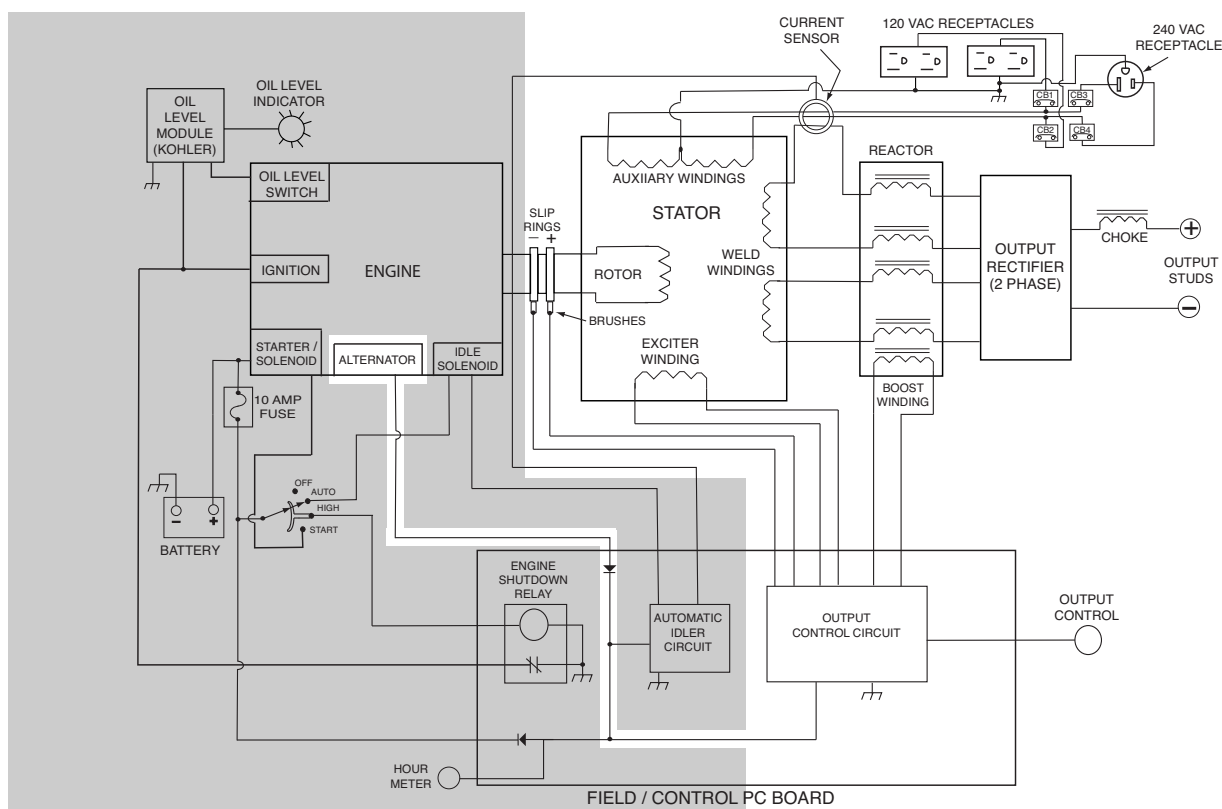 CURRENT
SENSOR
120 VAC RECEPTACLES
240 VAC
RECEPTACLE
OIL
LEVEL
MODULE
(KOHLER)
OIL LEVEL
INDICATOR
CB1
CB3
CB2
CB4
OIL LEVEL
SWITCH
AUXIIARY WINDINGS
REACTOR
STATOR
SLIP
RINGS
– +
IGNITION
ENGINE
ROTOR
WELD
WINDINGS
OUTPUT
RECTIFIER
(2 PHASE)
CHOKE
+
OUTPUT
STUDS
–
BRUSHES
STARTER /
SOLENOID
ALTERNATOR
IDLE
SOLENOID
EXCITER
WINDING
BOOST
WINDING
10 AMP
FUSE
OFF
AUTO
HIGH
START
– +
BATTERY
ENGINE
SHUTDOWN
RELAY
AUTOMATIC
IDLER
CIRCUIT
OUTPUT
CONTROL CIRCUIT
OUTPUT
CONTROL
HOUR
METER
FIELD / CONTROL PC BOARD